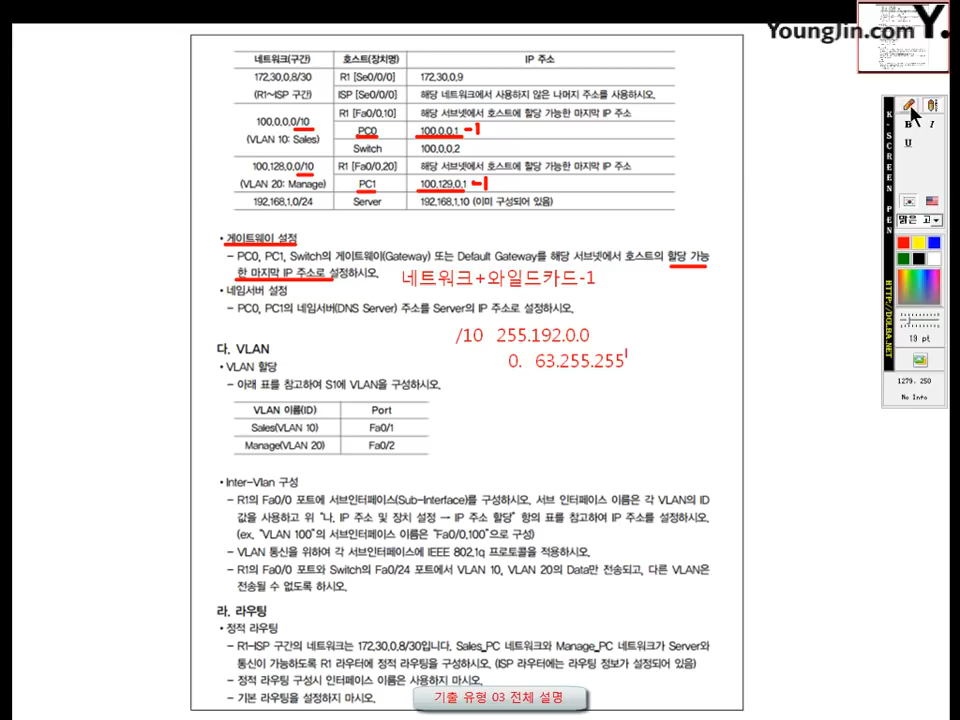 YoungJin.com Y.
네트워크(구간) 호스트(장치명) IP 주소
172.30.0.8/30 R1 [Se0/0/0] 172.30.0.9
(R1~ISP 구간) ISP [Se0/0/0] 해당 네트워크에서 사용하지 않은 나머지 주소를 사용하시오.
100.0.0.0/10 R1 [Fa0/0.10] 해당 서브넷에서 호스트에 할당 가능한 마지막 IP 주소
(VLAN 10: Sales) PC0 100.0.0.1 -1
Switch 100.0.0.2
100.128.0.0/10 R1 [Fa0/0.20] 해당 서브넷에서 호스트에 할당 가능한 마지막 IP 주소
(VLAN 20: Manage) PC1 100.129.0.1 -1
192.168.1.0/24 Server 192.168.1.10 (이미 구성되어 있음)
• 게이트웨이 설정
– PC0, PC1, Switch의 게이트웨이(Gateway) 또는 Default Gateway를 해당 서브넷에서 호스트의 할당 가능
한 마지막 IP 주소로 설정하시오.
네트워크+와일드카드-1
• 네임서버 설정
– PC0, PC1의 네임서버(DNS Server) 주소를 Server의 IP 주소로 설정하시오.
/10 255.192.0.0
다. VLAN
0. 63.255.255
• VLAN 할당
– 아래 표를 참고하여 S1에 VLAN을 구성하시오.
VLAN 이름(ID) Port
Sales(VLAN 10) Fa0/1
Manage(VLAN 20) Fa0/2
• Inter-Vlan 구성
– R1의 Fa0/0 포트에 서브인터페이스(Sub-Interface)를 구성하시오. 서브 인터페이스 이름은 각 VLAN의 ID
값을 사용하고 위 "나. IP 주소 및 장치 설정 → IP 주소 할당" 항의 표를 참고하여 IP 주소를 설정하시오.
(ex. "VLAN 100"의 서브인터페이스 이름은 "Fa0/0.100"으로 구성)
– VLAN 통신을 위하여 각 서브인터페이스에 IEEE 802.1q 프로토콜을 적용하시오.
– R1의 Fa0/0 포트와 Switch의 Fa0/24 포트에서 VLAN 10, VLAN 20의 Data만 전송되고, 다른 VLAN은
전송될 수 없도록 하시오.
라. 라우팅
• 정적 라우팅
– R1-ISP 구간의 네트워크는 172.30.0.8/30입니다. Sales_PC 네트워크와 Manage_PC 네트워크가 Server와
통신이 가능하도록 R1 라우터에 정적 라우팅을 구성하시오. (ISP 라우터에는 라우팅 정보가 설정되어 있음)
– 정적 라우팅 구성시 인터페이스 이름은 사용하지 마시오.
– 기본 라우팅을 설정하지 마시오.
기출 유형 03 전체 설명
K-SCREEN PEN
B I
U
맑은 고
HTTP://DOLBA.NET
19 pt
1279, 250
No Info